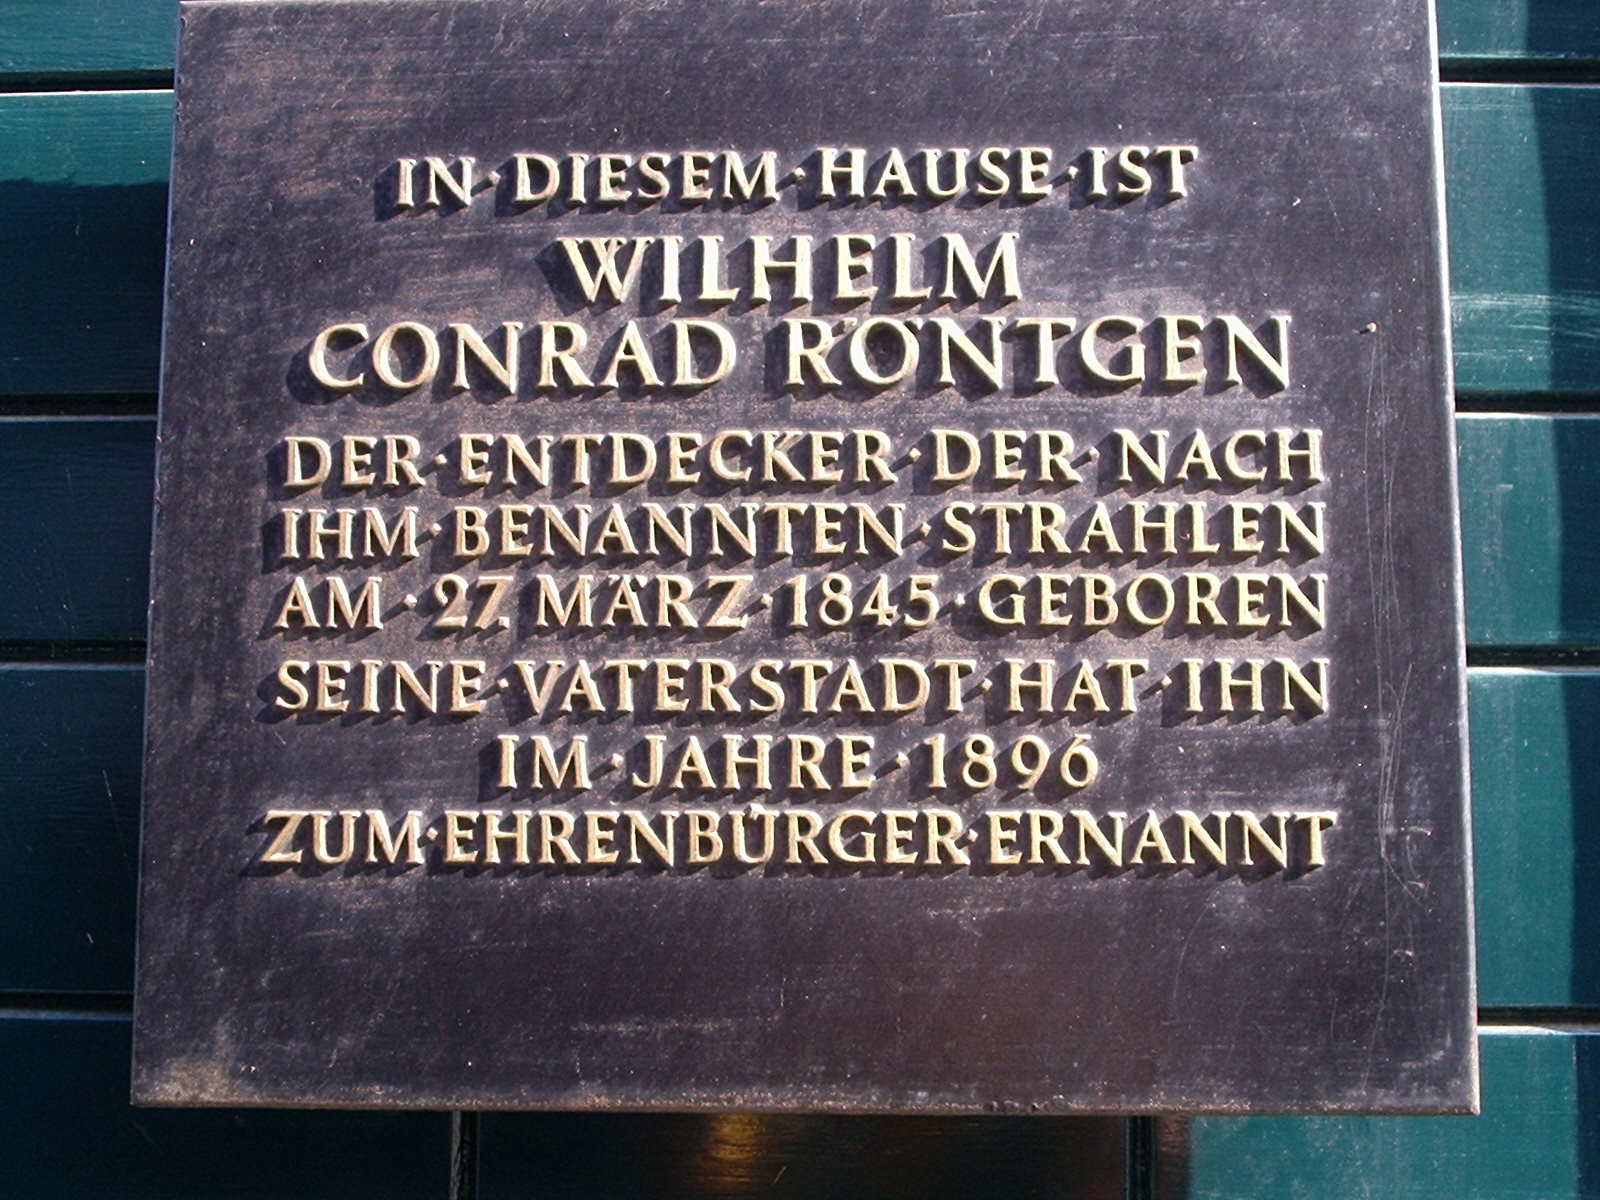 IN·DIESEM·HAUSE·IST
WILHELM
CONRAD RÖNTGEN
DER·ENTDECKER·DER·NACH
IHM·BENANNTEN·STRAHLEN
AM·27. MÄRZ·1845·GEBOREN
SEINE·VATERSTADT·HAT·IHN
IM·JAHRE·1896
ZUM·EHRENBÜRGER·ERNANNT